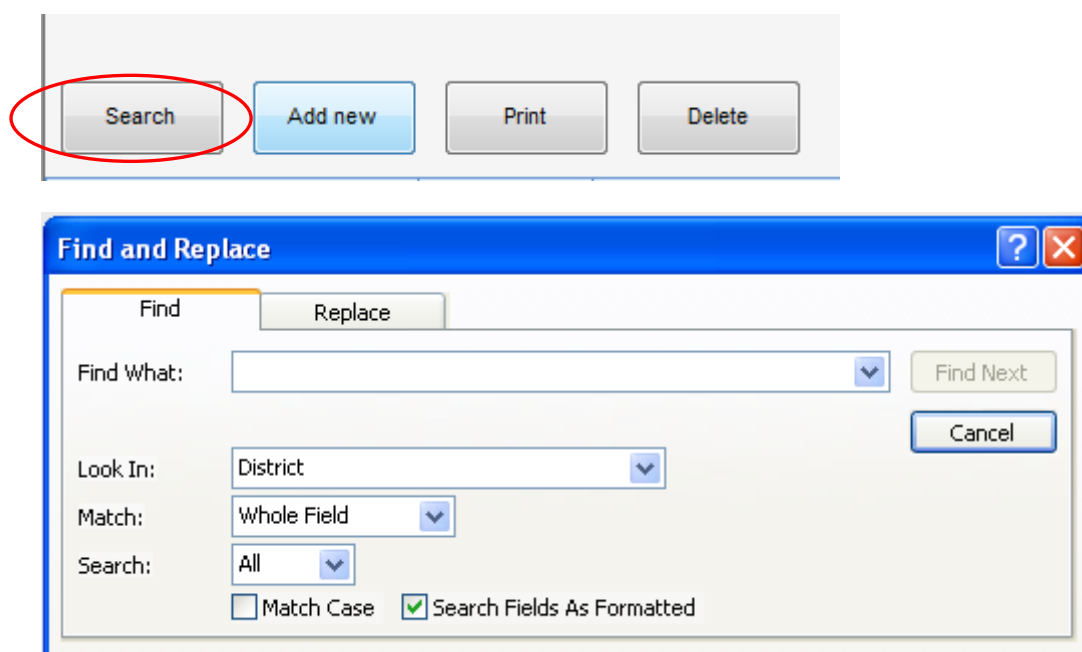 Search Add new Print Delete
Find and Replace ?
Find Replace
Find What: Find Next
Cancel
Look In: District
Match: Whole Field
Search: All
Match Case Search Fields As Formatted